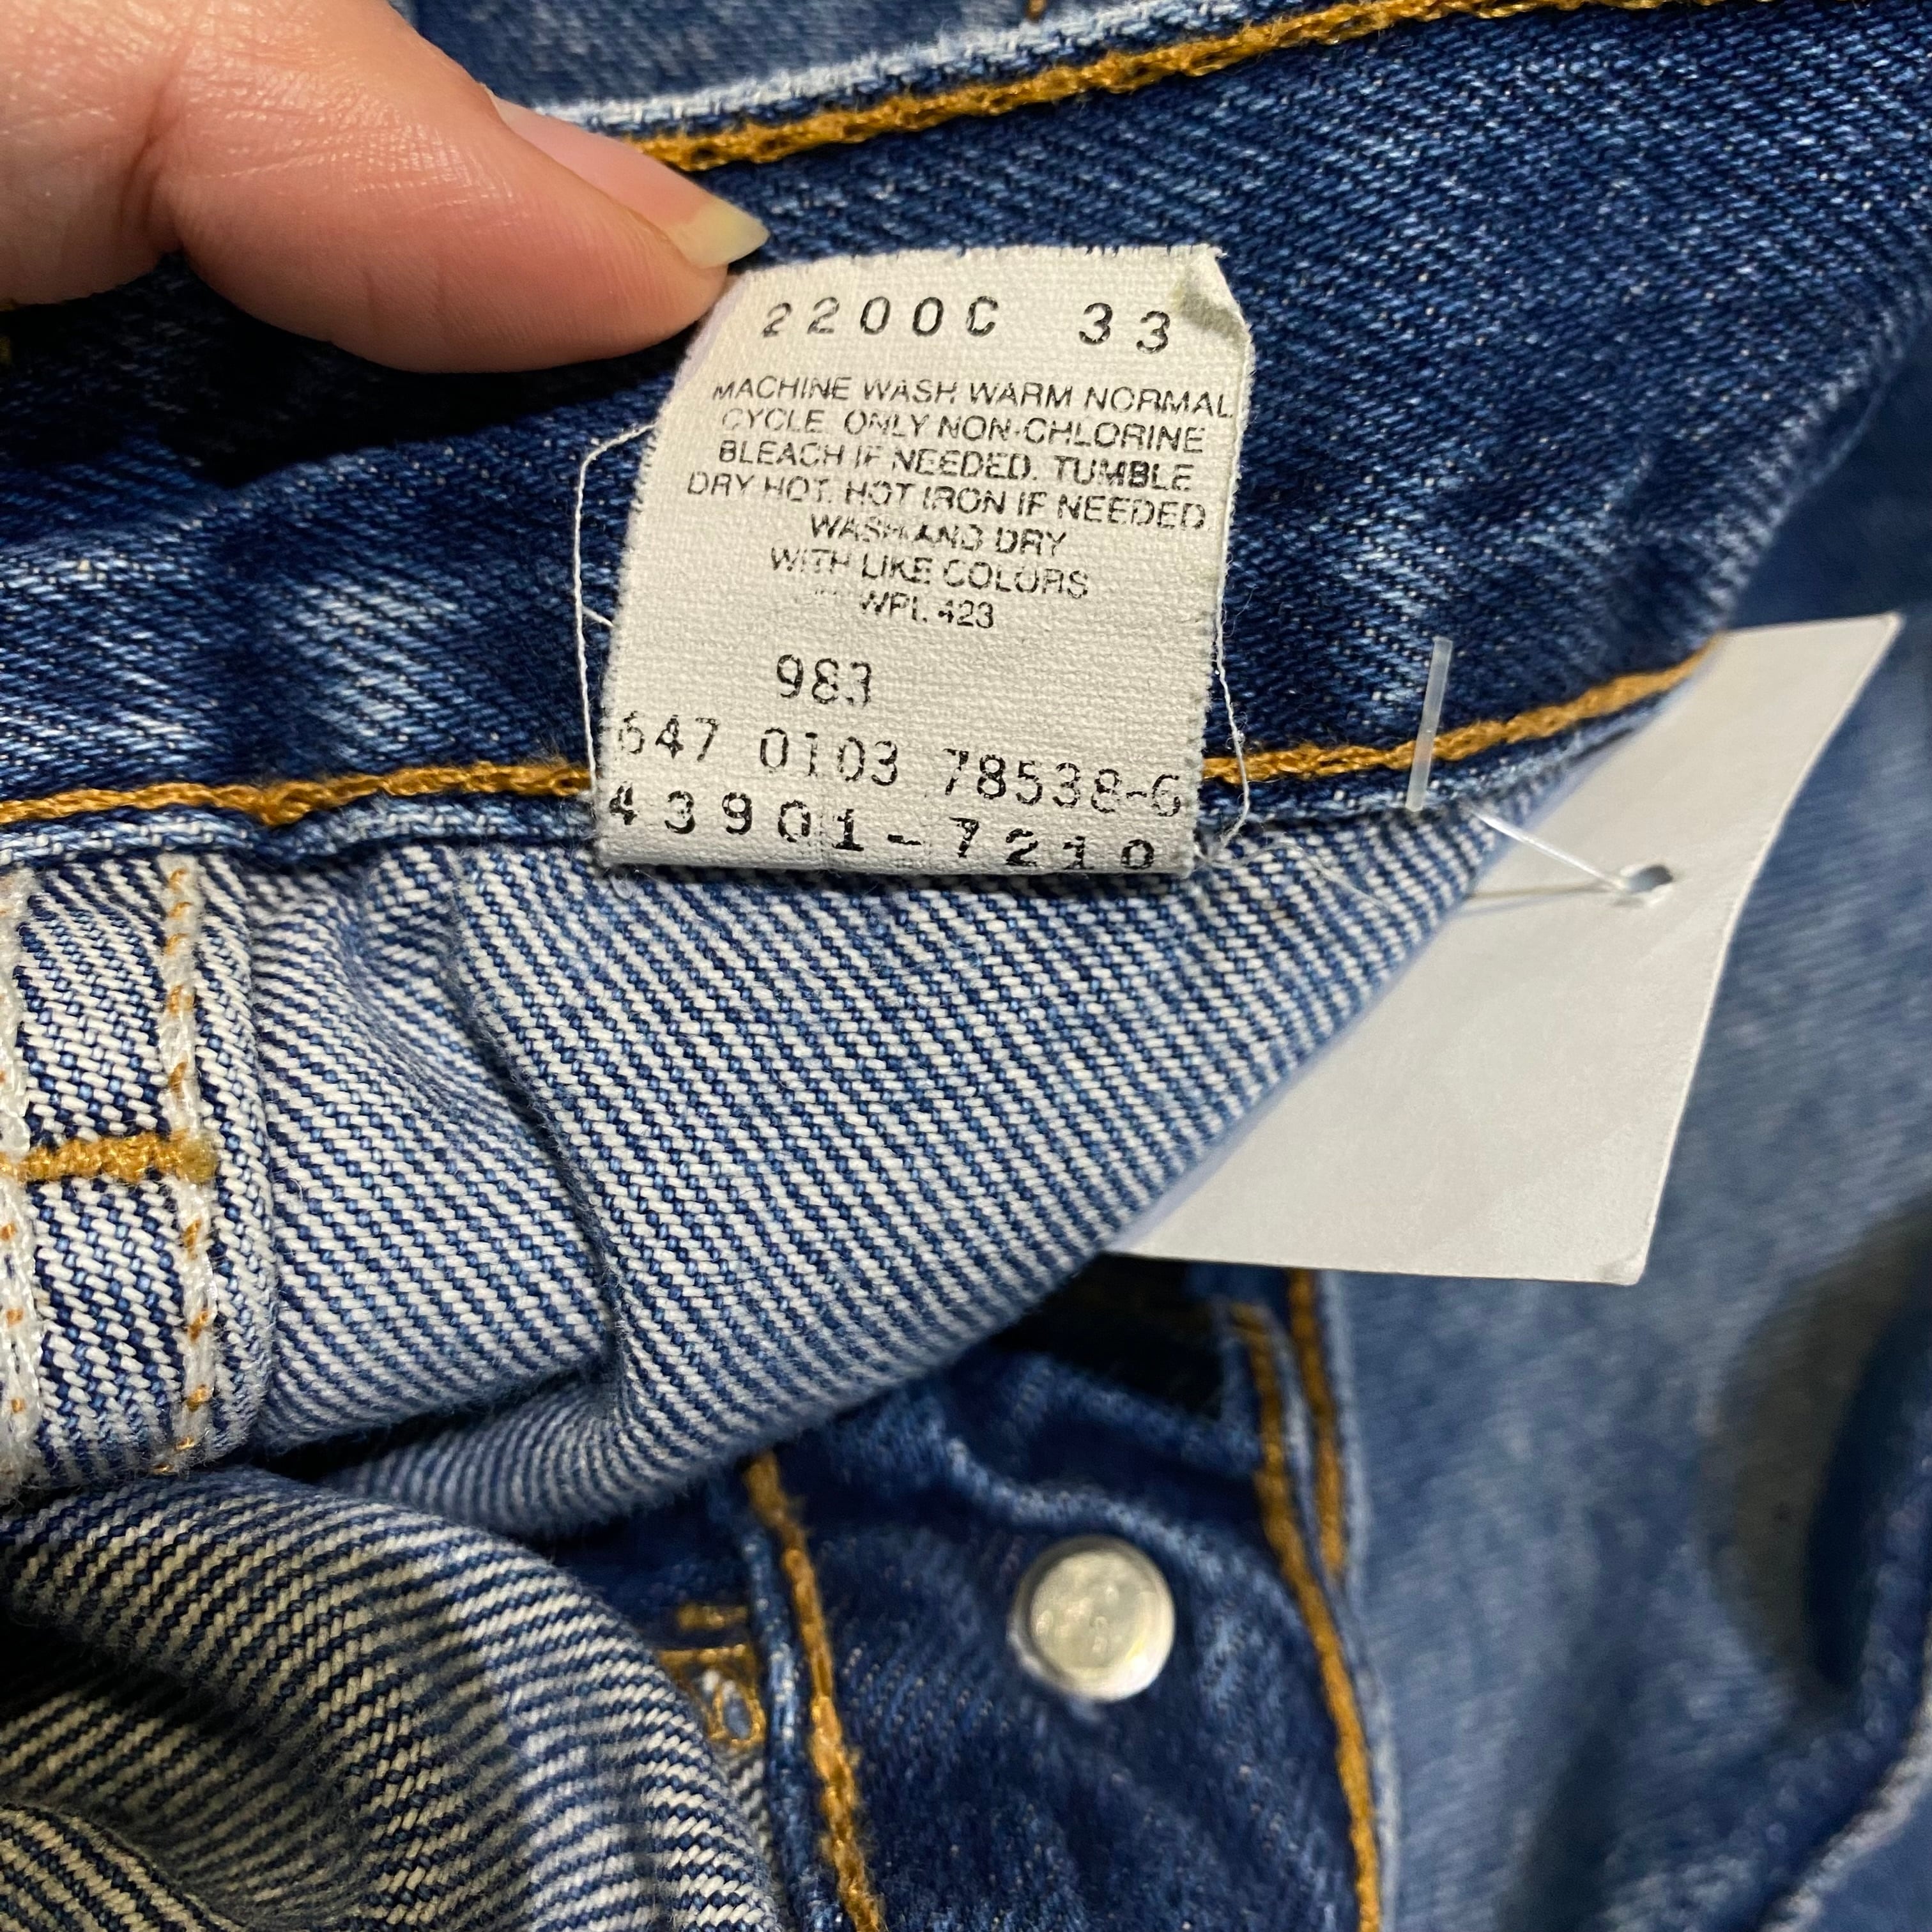 2200C 33
MACHINE WASH WARM NORMAL
CYCLE. ONLY NON-CHLORINE
BLEACH IF NEEDED. TUMBLE
DRY HOT. HOT IRON IF NEEDED
WASH AND DRY
WITH LIKE COLORS
WPL 423
983
647 0103 78538-6
43901-7210